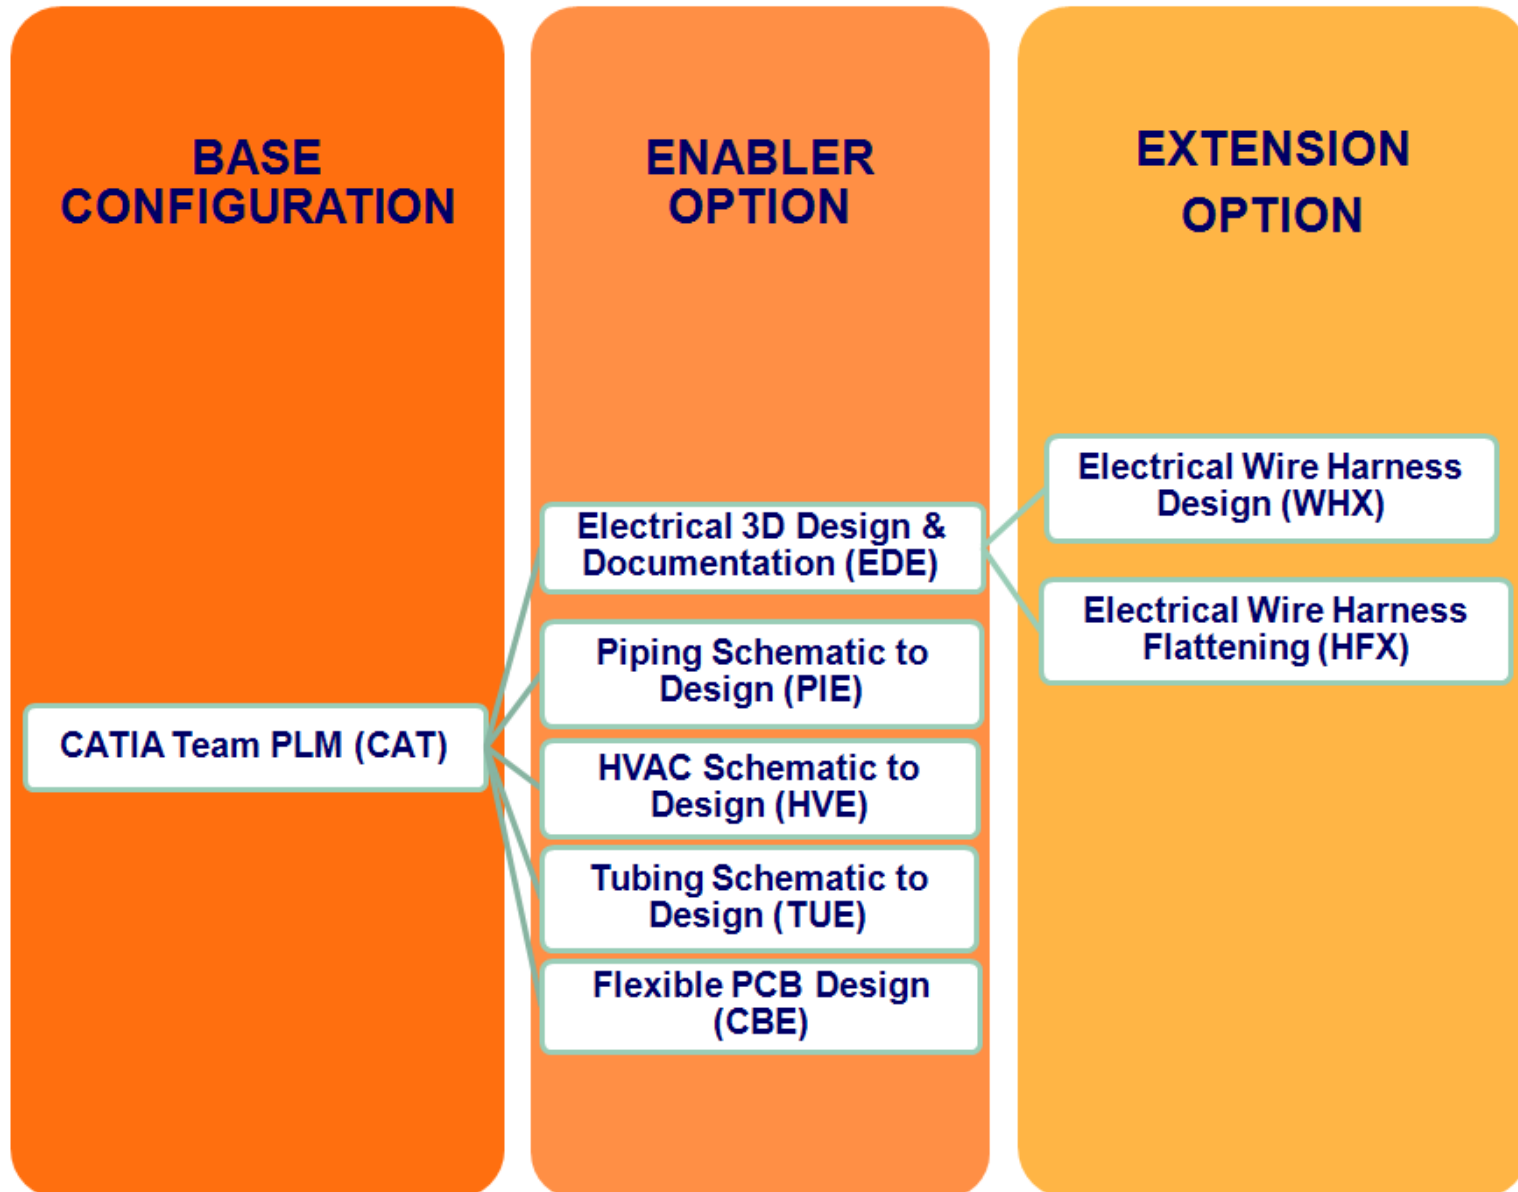 BASE
CONFIGURATION
ENABLER
OPTION
EXTENSION
OPTION
CATIA Team PLM (CAT)
Electrical 3D Design &
Documentation (EDE)
Piping Schematic to
Design (PIE)
HVAC Schematic to
Design (HVE)
Tubing Schematic to
Design (TUE)
Flexible PCB Design
(CBE)
Electrical Wire Harness
Design (WHX)
Electrical Wire Harness
Flattening (HFX)